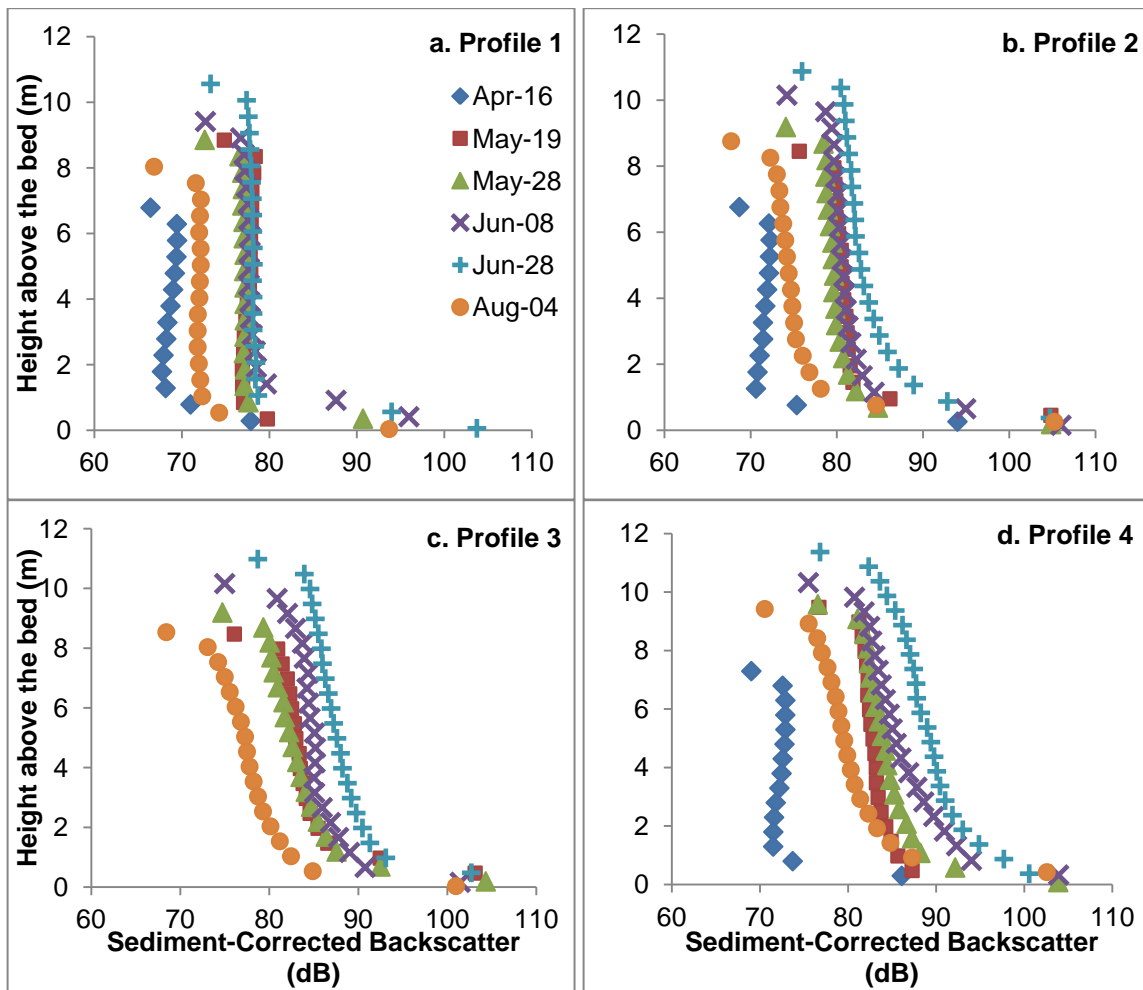 a. Profile 1
12
10
8
6
4
2
0
Height above the bed (m)
Apr-16
May-19
May-28
Jun-08
Jun-28
Aug-04
60 70 80 90 100 110
b. Profile 2
12
10
8
6
4
2
0
60 70 80 90 100 110
c. Profile 3
12
10
8
6
4
2
0
Height above the bed (m)
60 70 80 90 100 110
Sediment-Corrected Backscatter
(dB)
d. Profile 4
12
10
8
6
4
2
0
60 70 80 90 100 110
Sediment-Corrected Backscatter
(dB)